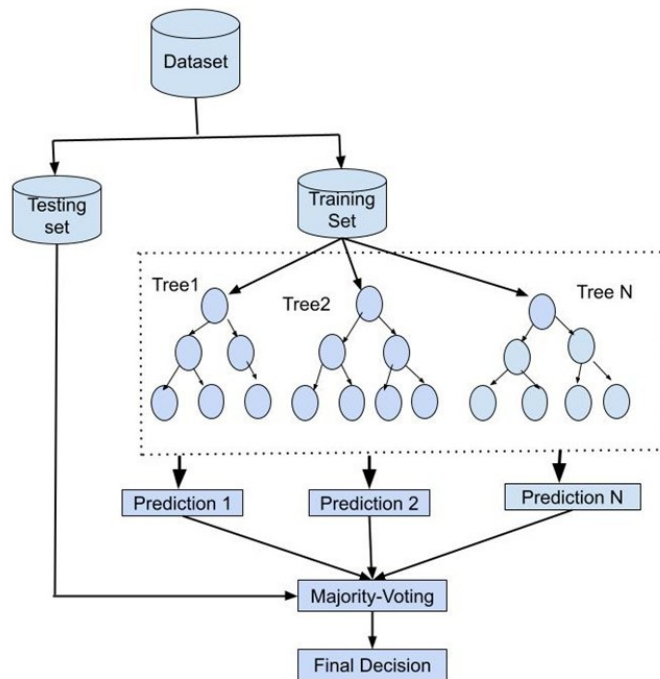 Dataset
Testing
set
Training
Set
Tree1
Tree2
Tree N
Prediction 1
Prediction 2
Prediction N
Majority-Voting
Final Decision